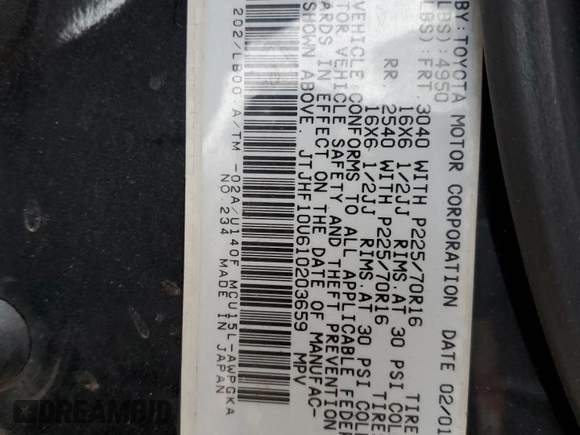 BY:TOYOTA MOTOR CORPORATION DATE 02/01
LBS):4950
LBS):FRT. 3040 WITH P225/70R16 TIRE
16X6 1/2JJ RIMS.AT 30 PSI COL
RR. 2540 WITH P225/70R16 TIRE
16X6 1/2JJ RIMS.AT 30 PSI COL
VEHICLE CONFORMS TO ALL APPLICABLE FEDER
TOR VEHICLE SAFETY AND THEFT PREVENTION
ARDS IN EFFECT ON THE DATE OF MANUFAC-
SHOWN ABOVE. JTJHF10U610203659 MPV
202/LB00 A/TM -02A/U140F MCU15L-AWPGKA
NO.234 MADE IN JAPAN
DREAMBID